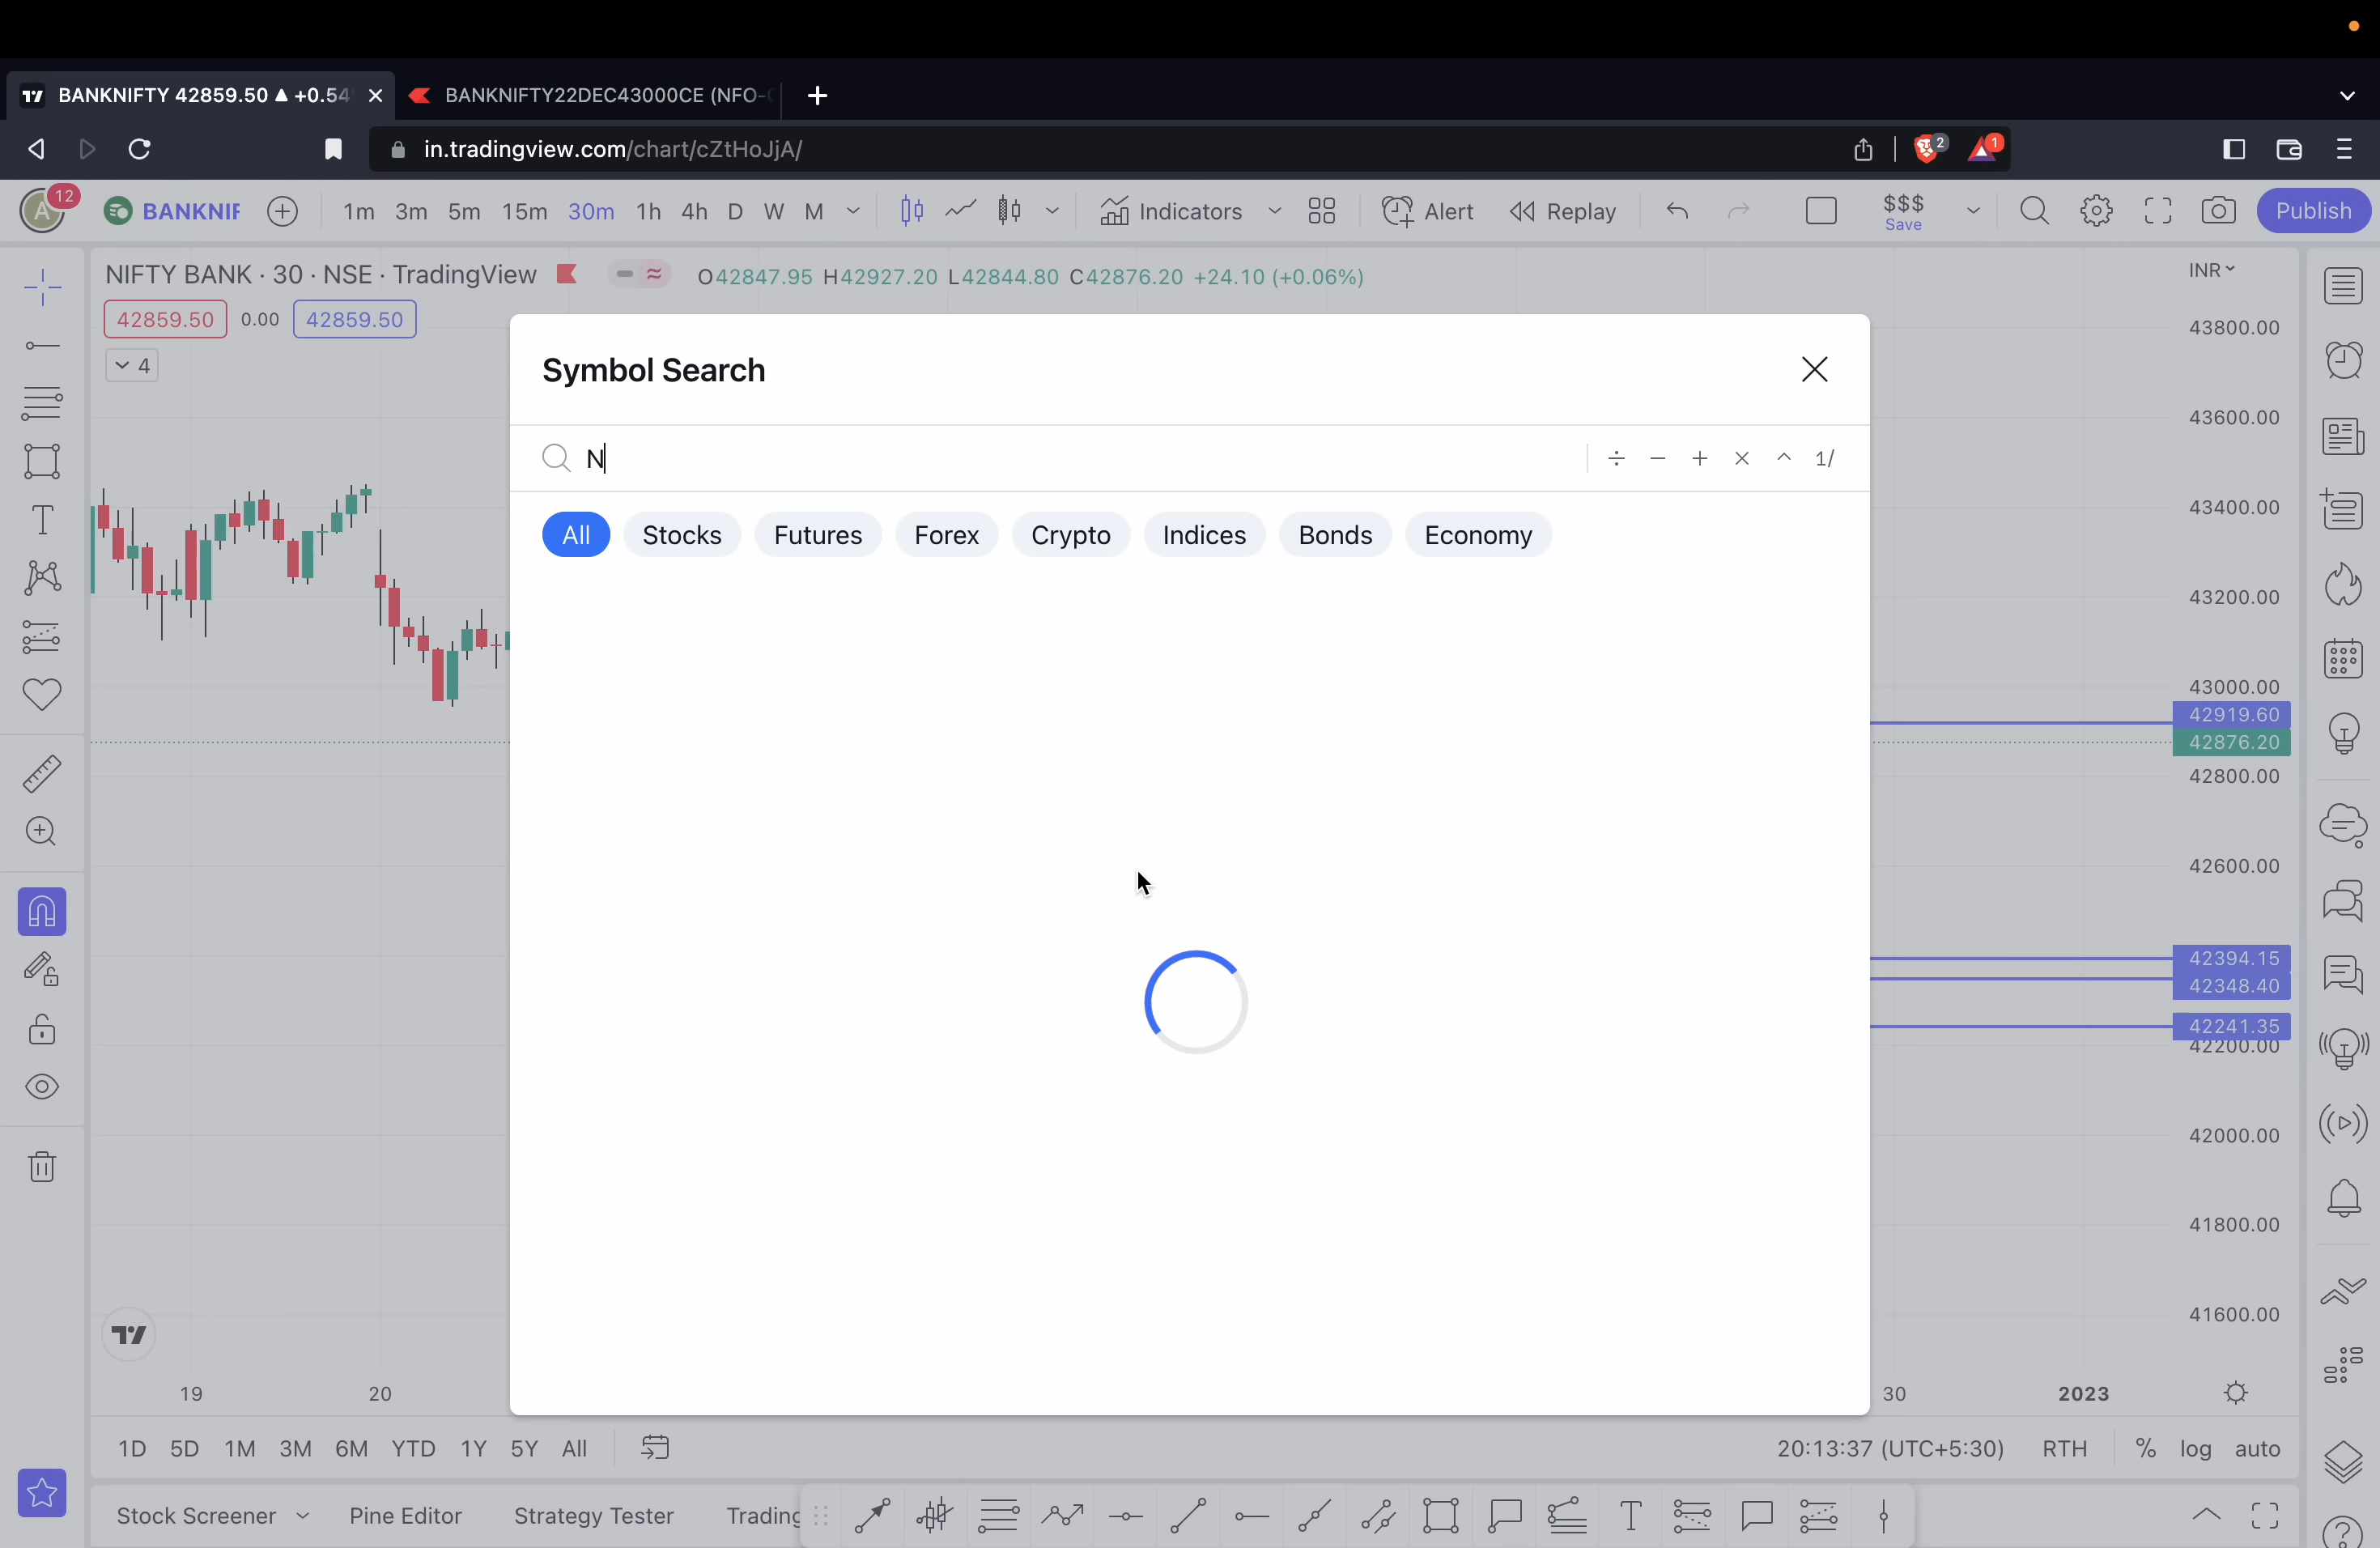 BANKNIFTY 42859.50 ▲ +0.54
BANKNIFTY22DEC43000CE (NFO-
in.tradingview.com/chart/cZtHoJjA/
2
1
A
12
BANKNIF
1m 3m 5m 15m 30m 1h 4h D W M
Indicators
Alert
Replay
$$$
Save
Publish
NIFTY BANK · 30 · NSE · TradingView
O42847.95 H42927.20 L42844.80 C42876.20 +24.10 (+0.06%)
INR
42859.50 0.00 42859.50
4
Symbol Search
N
÷ − + × ^ 1/
All Stocks Futures Forex Crypto Indices Bonds Economy
43800.00
43600.00
43400.00
43200.00
43000.00
42919.60
42876.20
42800.00
42600.00
42394.15
42348.40
42241.35
42200.00
42000.00
41800.00
41600.00
19 20 30 2023
1D 5D 1M 3M 6M YTD 1Y 5Y All
20:13:37 (UTC+5:30) RTH % log auto
Stock Screener Pine Editor Strategy Tester Trading